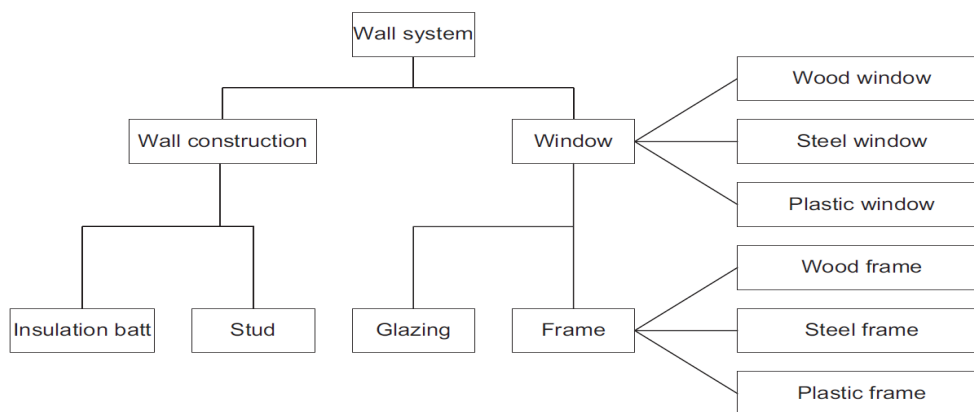 Wall system
Wood window
Wall construction
Window
Steel window
Plastic window
Wood frame
Insulation batt
Stud
Glazing
Frame
Steel frame
Plastic frame